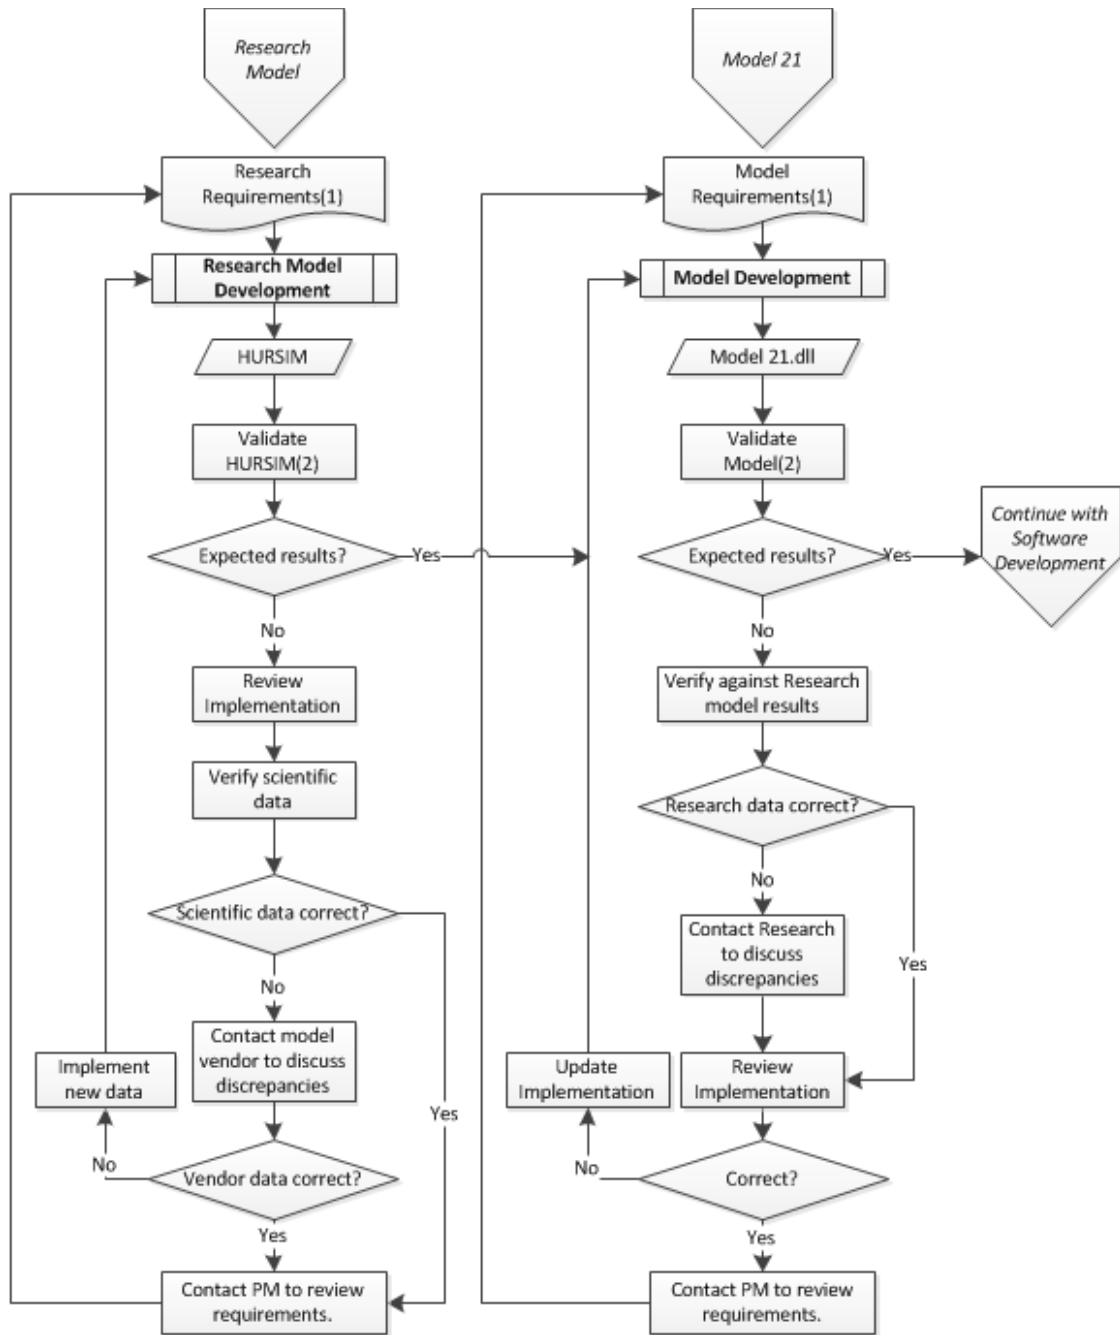 Research
Model
Research
Requirements(1)
Research Model
Development
HURSIM
Validate
HURSIM(2)
Expected results?
Yes
No
Review
Implementation
Verify scientific
data
Scientific data correct?
No
Yes
Contact model
vendor to discuss
discrepancies
Implement
new data
No
Vendor data correct?
Yes
Contact PM to review
requirements.
Model 21
Model
Requirements(1)
Model Development
Model 21.dll
Validate
Model(2)
Expected results?
Yes
Continue with
Software
Development
No
Verify against Research
model results
Research data correct?
No
Yes
Contact Research
to discuss
discrepancies
Update
Implementation
Review
Implementation
No
Correct?
Yes
Contact PM to review
requirements.